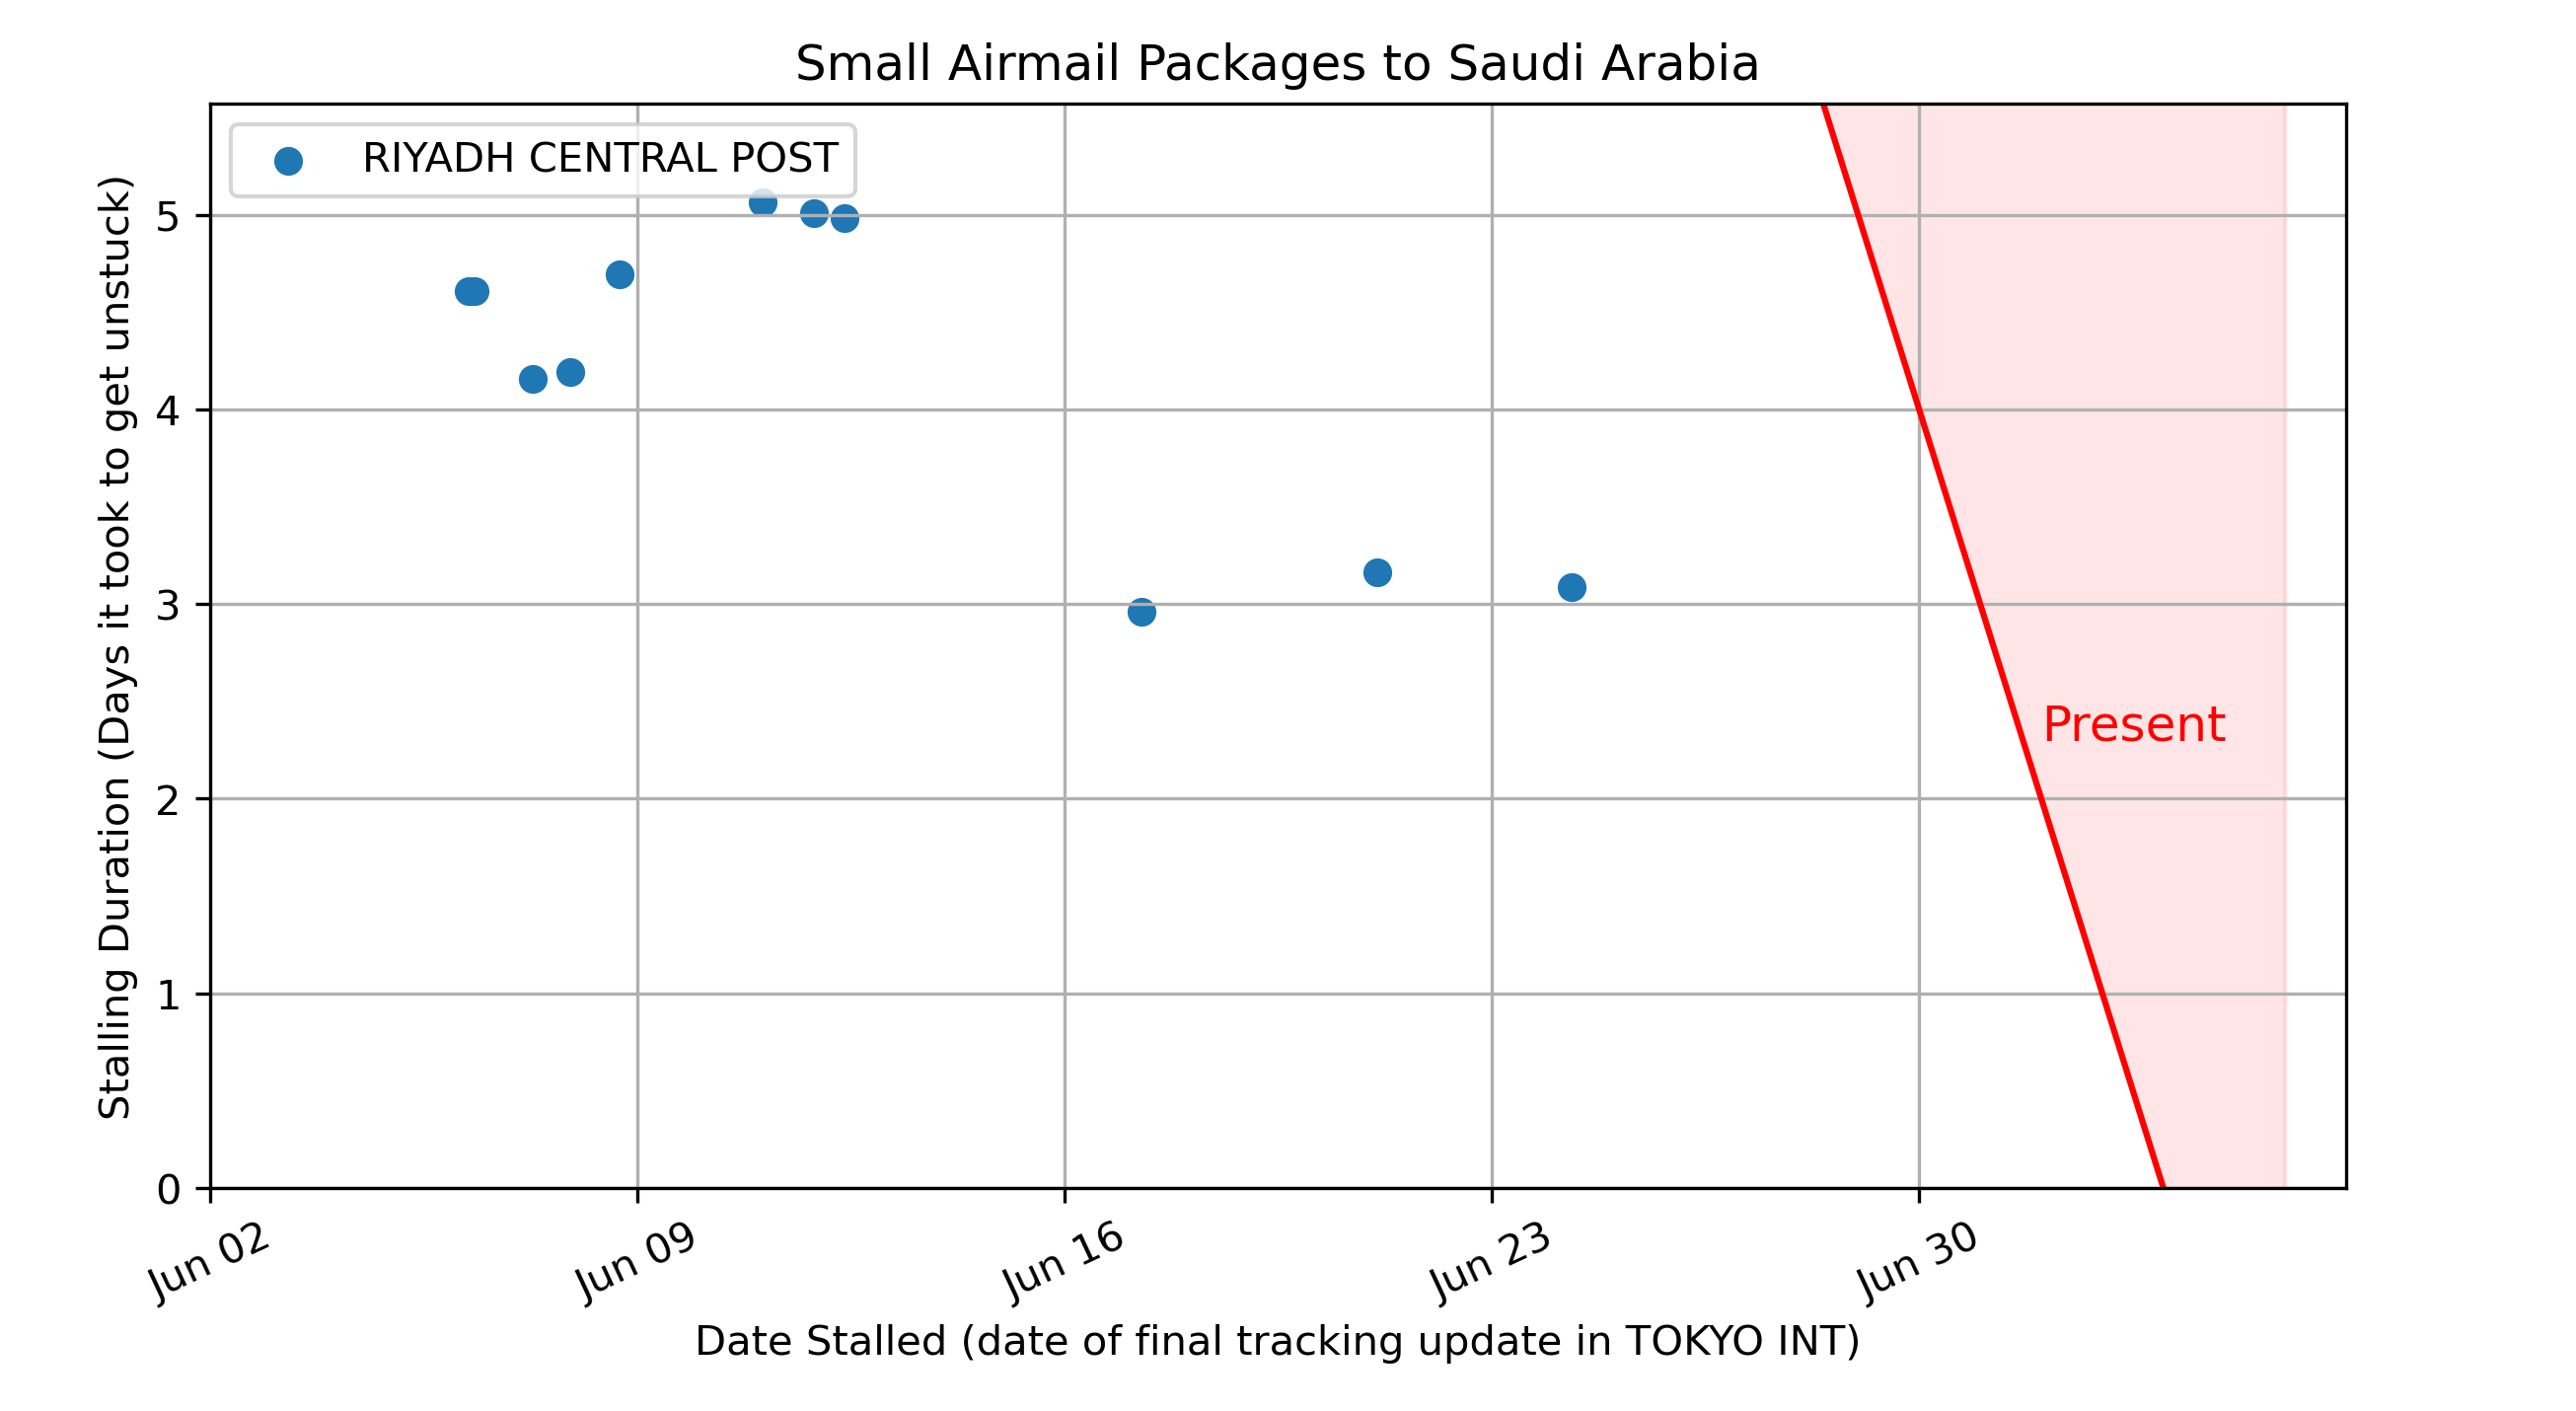 Small Airmail Packages to Saudi Arabia
RIYADH CENTRAL POST
Stalling Duration (Days it took to get unstuck)
5
4
3
2
1
0
Present
Jun 02
Jun 09
Jun 16
Jun 23
Jun 30
Date Stalled (date of final tracking update in TOKYO INT)